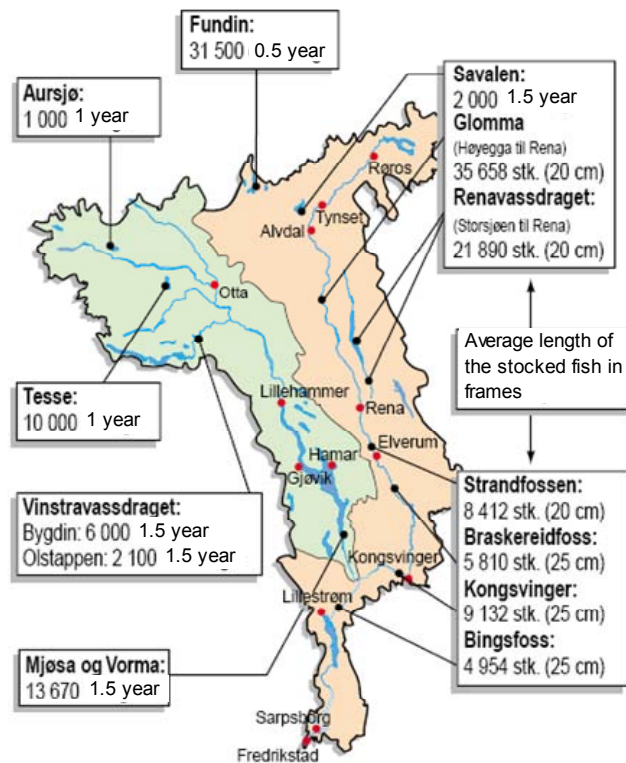 Fundin:
31 500 0.5 year
Aursjø:
1 000 1 year
Savalen:
2 000 1.5 year
Glomma
(Høyegga til Rena)
35 658 stk. (20 cm)
Renavassdraget:
(Storsjøen til Rena)
21 890 stk. (20 cm)
Røros
Tynset
Alvdal
Otta
Average length of
the stocked fish in
frames
Tesse:
10 000 1 year
Lillehammer
Rena
Elverum
Hamar
Gjøvik
Vinstravassdraget:
Bygdin: 6 000 1.5 year
Olstappen: 2 100 1.5 year
Strandfossen:
8 412 stk. (20 cm)
Braskereidfoss:
5 810 stk. (25 cm)
Kongsvinger:
9 132 stk. (25 cm)
Bingsfoss:
4 954 stk. (25 cm)
Kongsvinger
Lillestrøm
Mjøsa og Vorma:
13 670 1.5 year
Sarpsborg
Fredrikstad